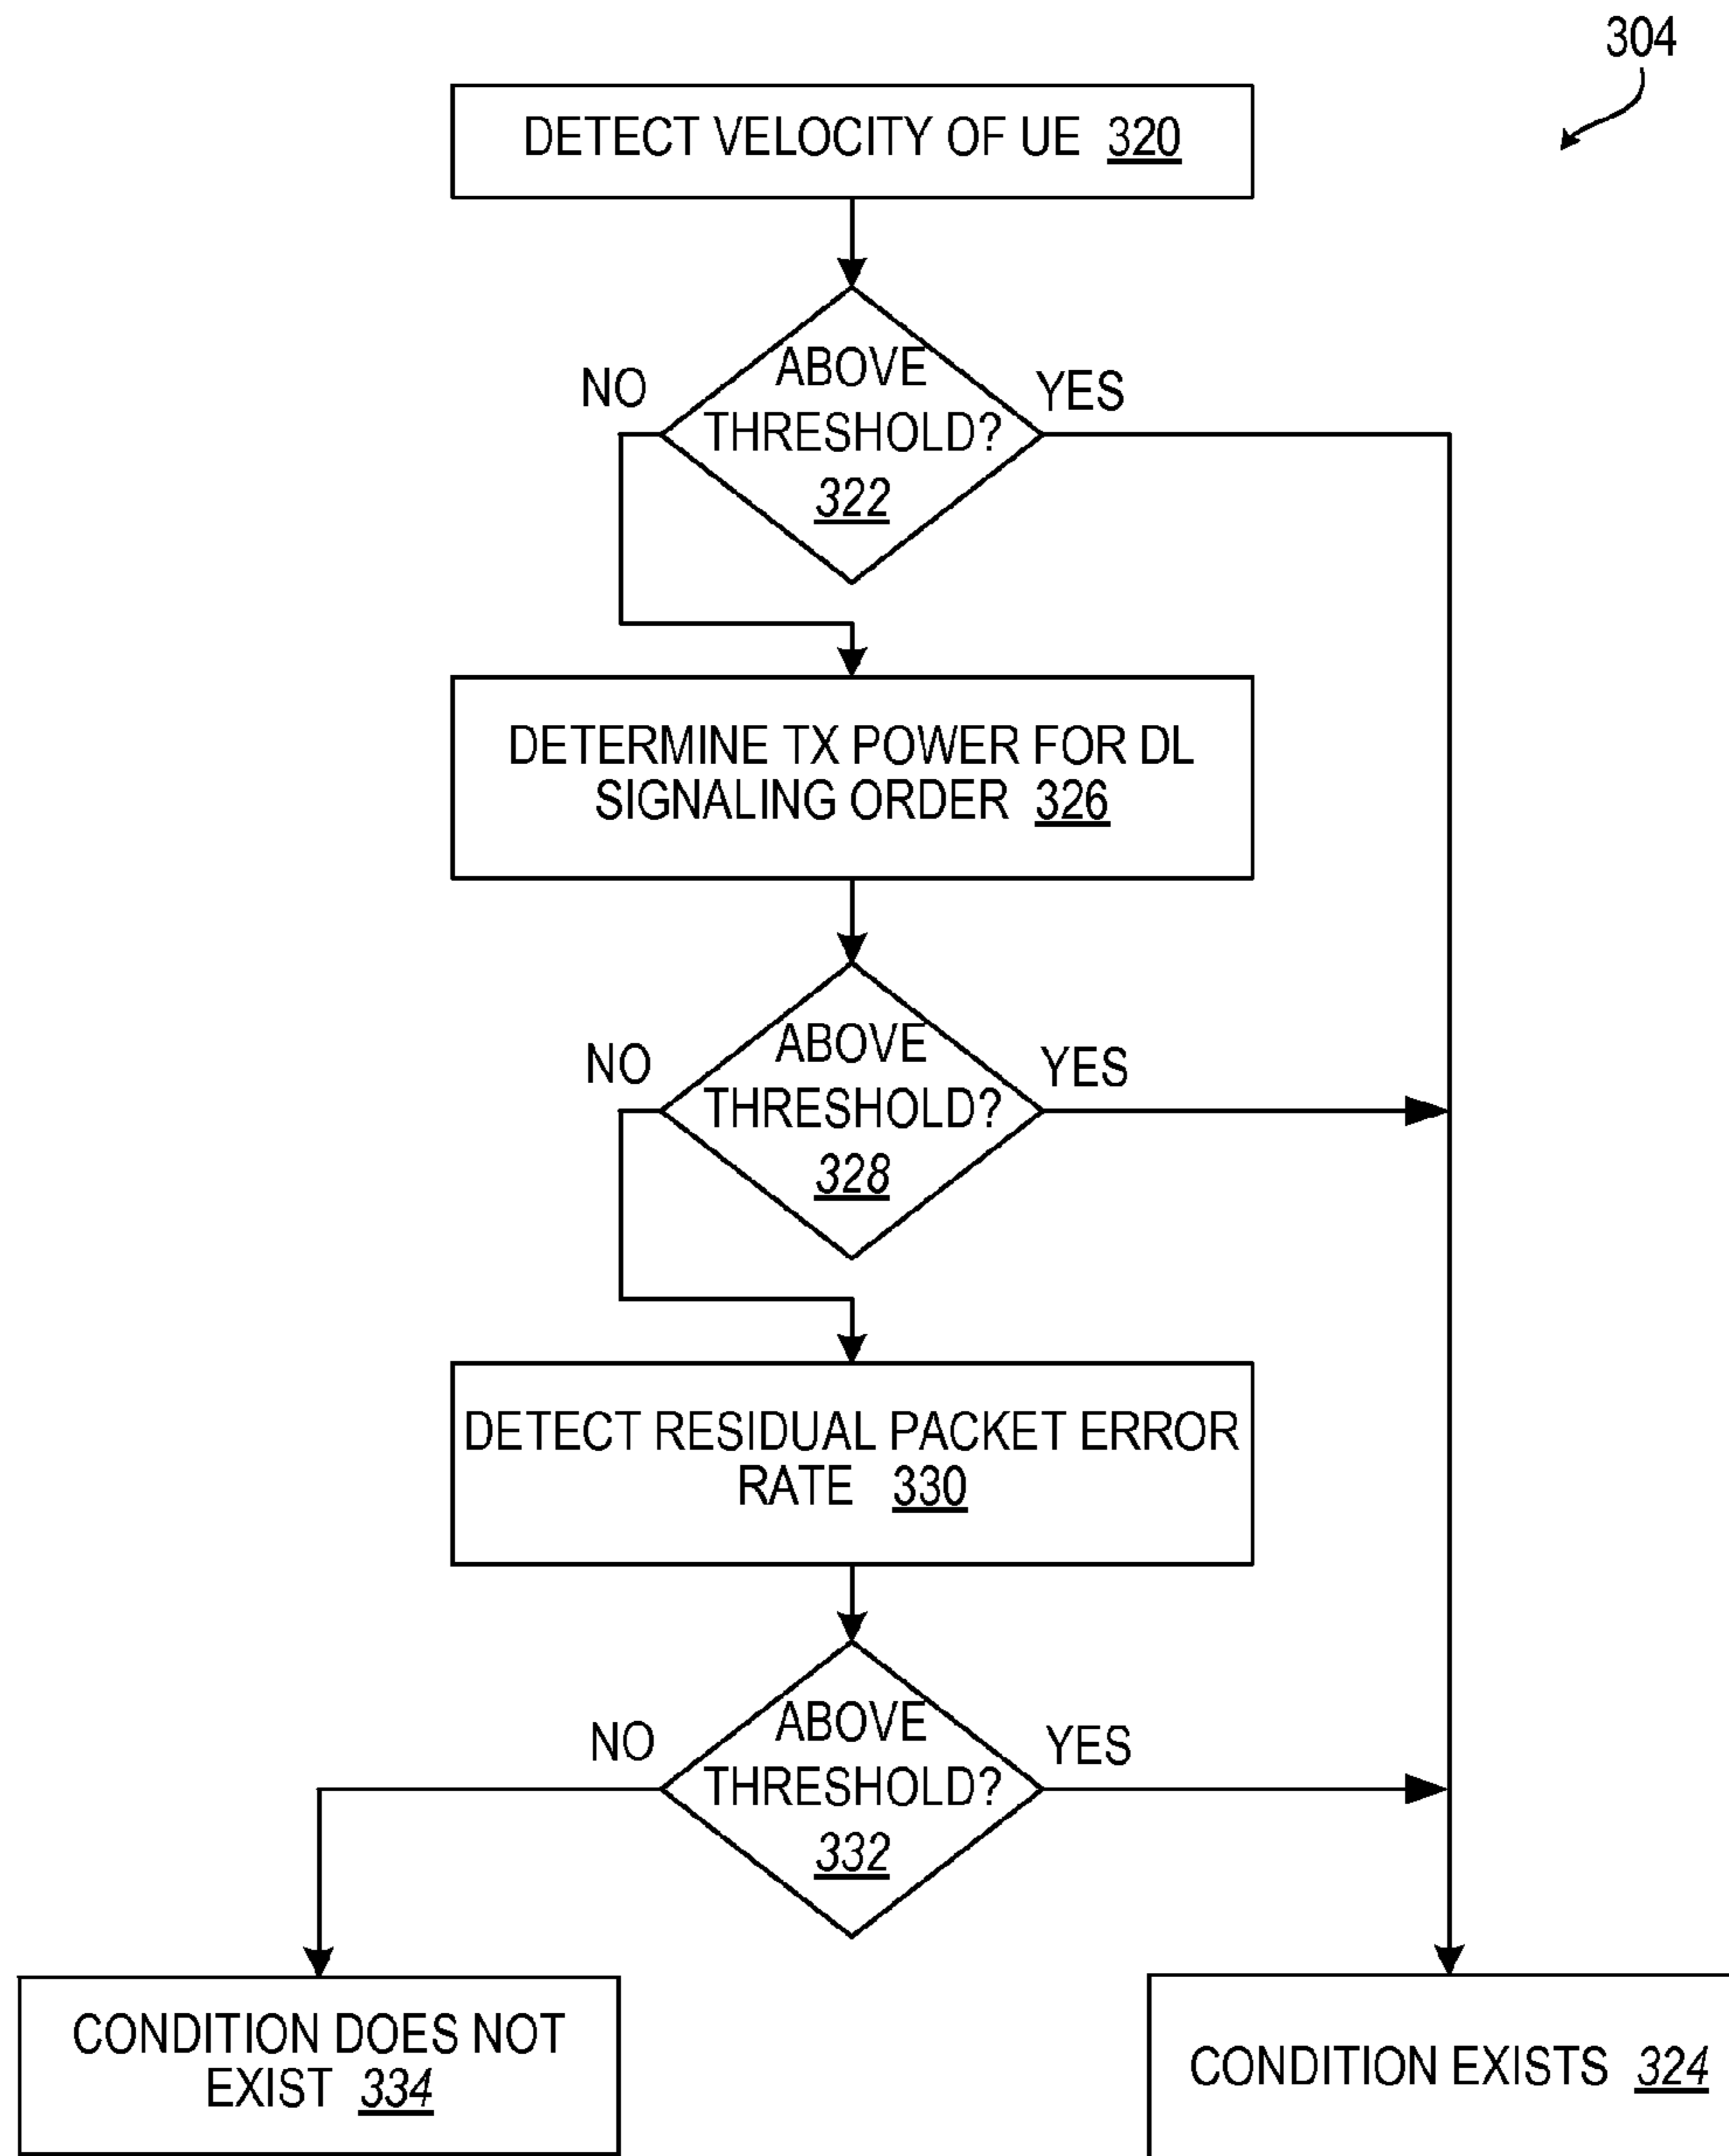 304
DETECT VELOCITY OF UE 320
NO
ABOVE
YES
THRESHOLD?
322
DETERMINE TX POWER FOR DL
SIGNALING ORDER 326
NO
ABOVE
YES
THRESHOLD?
328
DETECT RESIDUAL PACKET ERROR
RATE 330
NO
ABOVE
YES
THRESHOLD?
332
CONDITION DOES NOT
EXIST 334
CONDITION EXISTS 324